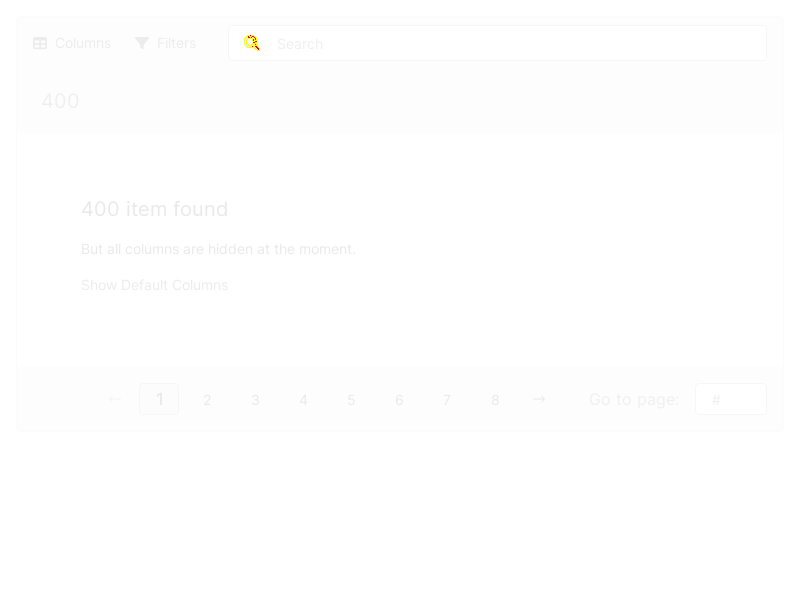 Columns Filters Search
400
400 item found
But all columns are hidden at the moment.
Show Default Columns
← 1 2 3 4 5 6 7 8 → Go to page: #